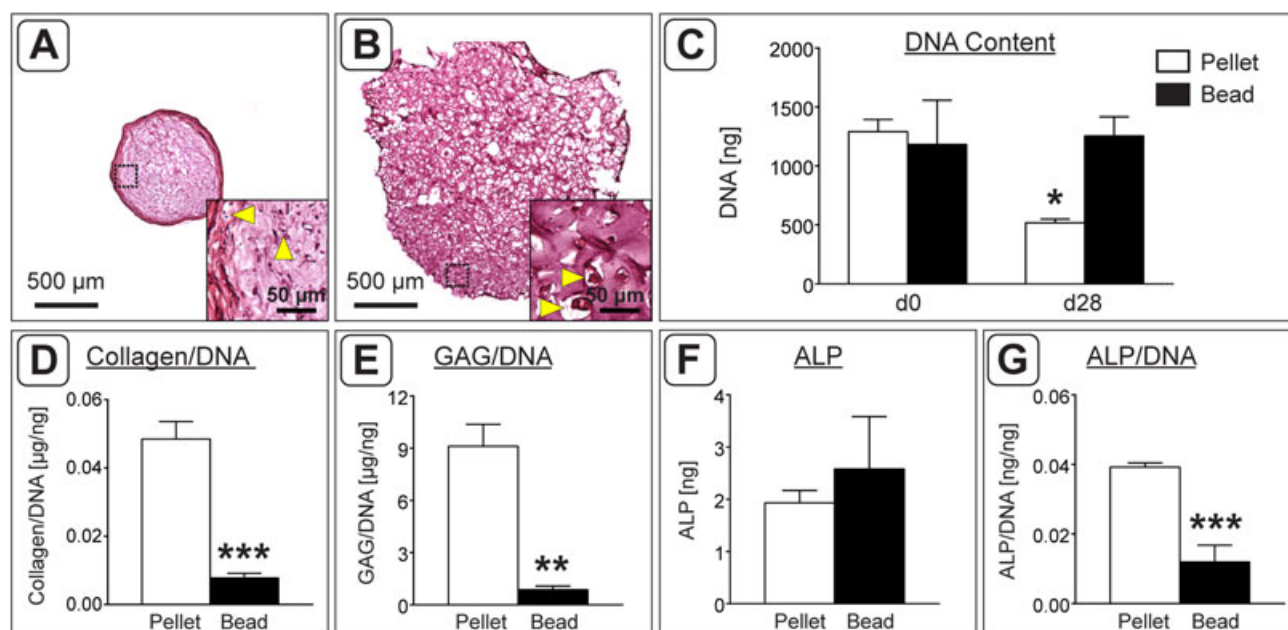 A
500 µm
50 µm
B
500 µm
50 µm
C
DNA Content
Pellet
Bead
DNA [ng]
2000
1500
1000
500
0
*
d0
d28
D
Collagen/DNA
Collagen/DNA [µg/ng]
0.06
0.04
0.02
0.00
***
Pellet Bead
E
GAG/DNA
GAG/DNA [µg/ng]
12
9
6
3
0
**
Pellet Bead
F
ALP
ALP [ng]
4
3
2
1
0
Pellet Bead
G
ALP/DNA
ALP/DNA [ng/ng]
0.06
0.04
0.02
0.00
***
Pellet Bead